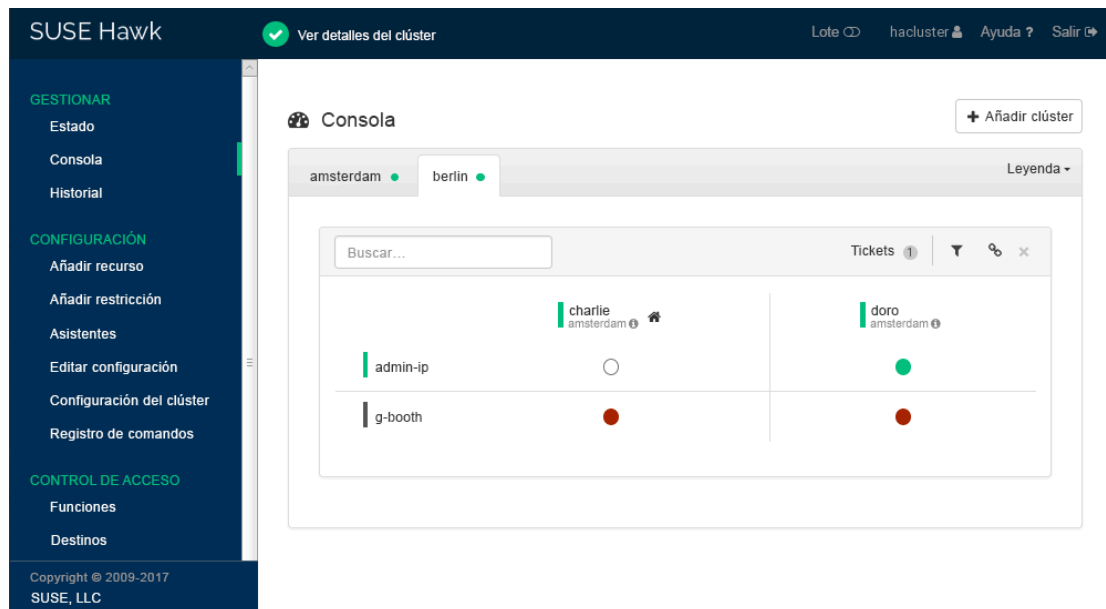 SUSE Hawk
Ver detalles del clúster
Lote
hacluster
Ayuda ?
Salir
GESTIONAR
Estado
Consola
Historial
CONFIGURACIÓN
Añadir recurso
Añadir restricción
Asistentes
Editar configuración
Configuración del clúster
Registro de comandos
CONTROL DE ACCESO
Funciones
Destinos
Copyright © 2009-2017
SUSE, LLC
Consola
+ Añadir clúster
amsterdam
berlin
Leyenda
Buscar...
Tickets 1
charlie
amsterdam
doro
amsterdam
admin-ip
g-booth